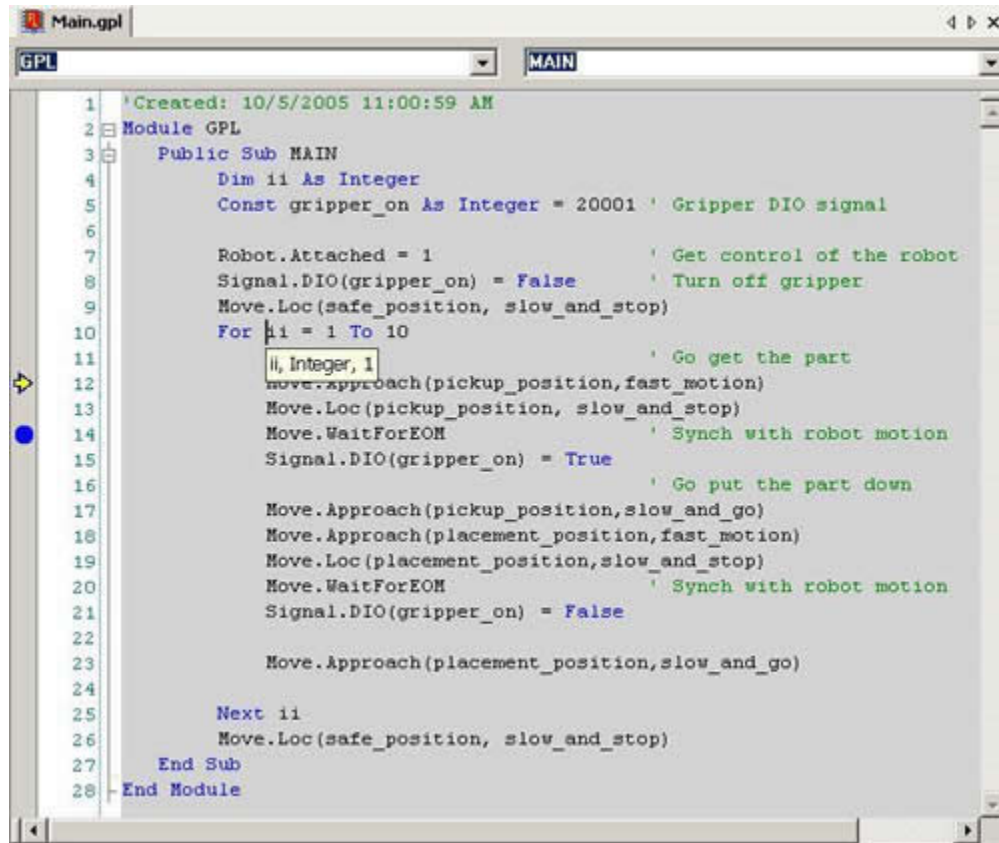 Main.gpl
GPL MAIN
1 'Created: 10/5/2005 11:00:59 AM
2 Module GPL
3 Public Sub MAIN
4 Dim ii As Integer
5 Const gripper_on As Integer = 20001 ' Gripper DIO signal
6
7 Robot.Attached = 1 ' Get control of the robot
8 Signal.DIO(gripper_on) = False ' Turn off gripper
9 Move.Loc(safe_position, slow_and_stop)
10 For ii = 1 To 10
ii, Integer, 1
11 ' Go get the part
12 Move.Approach(pickup_position,fast_motion)
13 Move.Loc(pickup_position, slow_and_stop)
14 Move.WaitForEOM ' Synch with robot motion
15 Signal.DIO(gripper_on) = True
16 ' Go put the part down
17 Move.Approach(pickup_position,slow_and_go)
18 Move.Approach(placement_position,fast_motion)
19 Move.Loc(placement_position,slow_and_stop)
20 Move.WaitForEOM ' Synch with robot motion
21 Signal.DIO(gripper_on) = False
22
23 Move.Approach(placement_position,slow_and_go)
24
25 Next ii
26 Move.Loc(safe_position, slow_and_stop)
27 End Sub
28 End Module